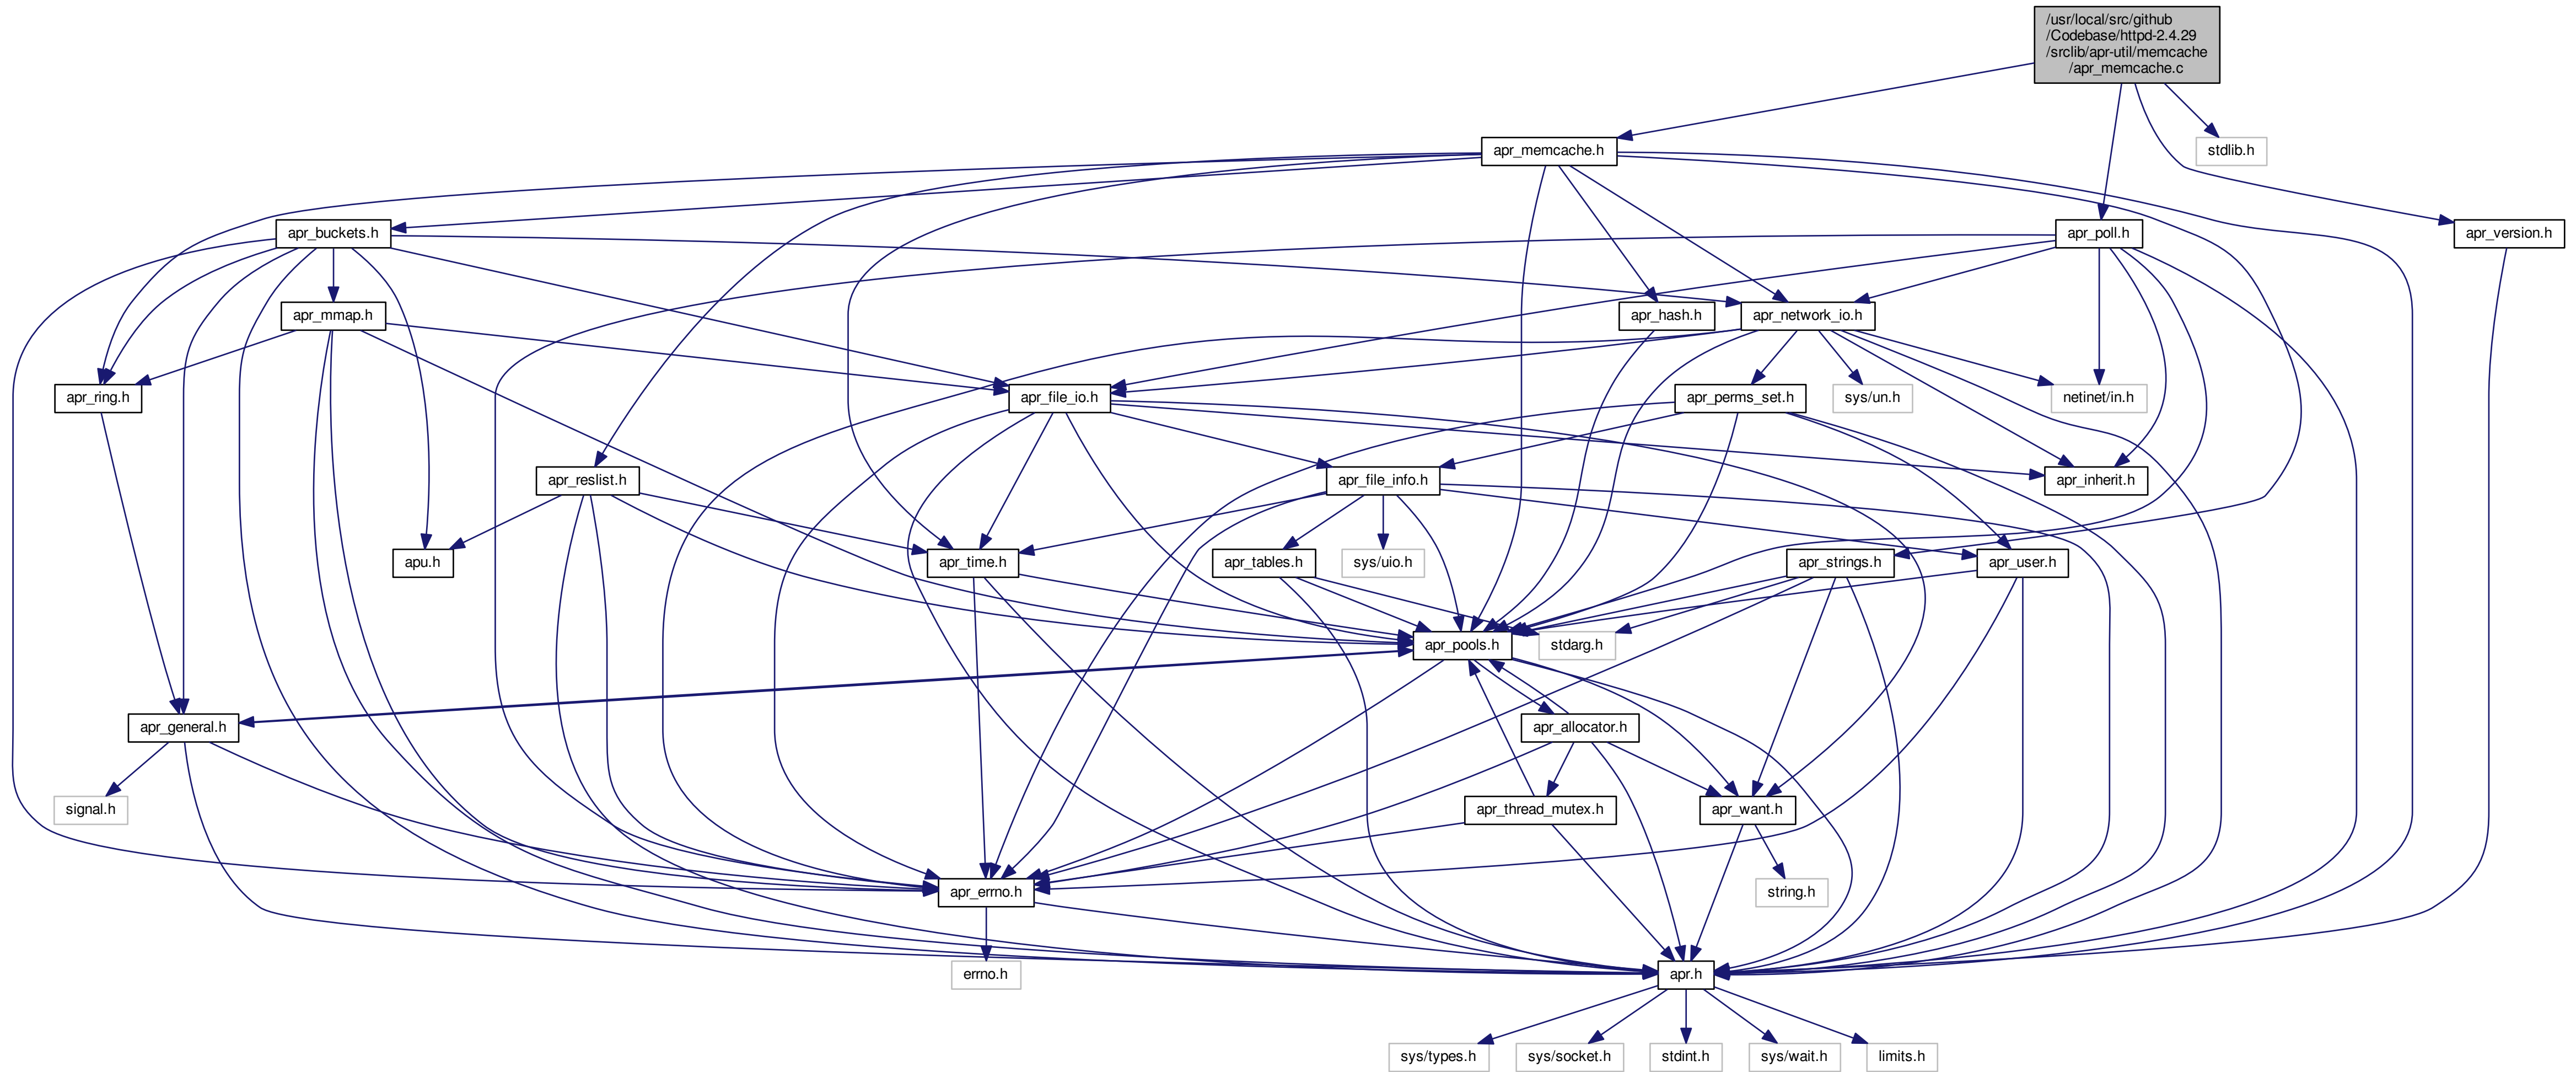 /usr/local/src/github
/Codebase/httpd-2.4.29
/srclib/apr-util/memcache
/apr_memcache.c
apr_memcache.h
stdlib.h
apr_buckets.h
apr_poll.h
apr_version.h
apr_mmap.h
apr_hash.h
apr_network_io.h
apr_ring.h
apr_file_io.h
apr_perms_set.h
sys/un.h
netinet/in.h
apr_reslist.h
apr_file_info.h
apr_inherit.h
apu.h
apr_time.h
apr_tables.h
sys/uio.h
apr_strings.h
apr_user.h
apr_pools.h
stdarg.h
apr_general.h
apr_allocator.h
signal.h
apr_thread_mutex.h
apr_want.h
apr_errno.h
string.h
errno.h
apr.h
sys/types.h
sys/socket.h
stdint.h
sys/wait.h
limits.h